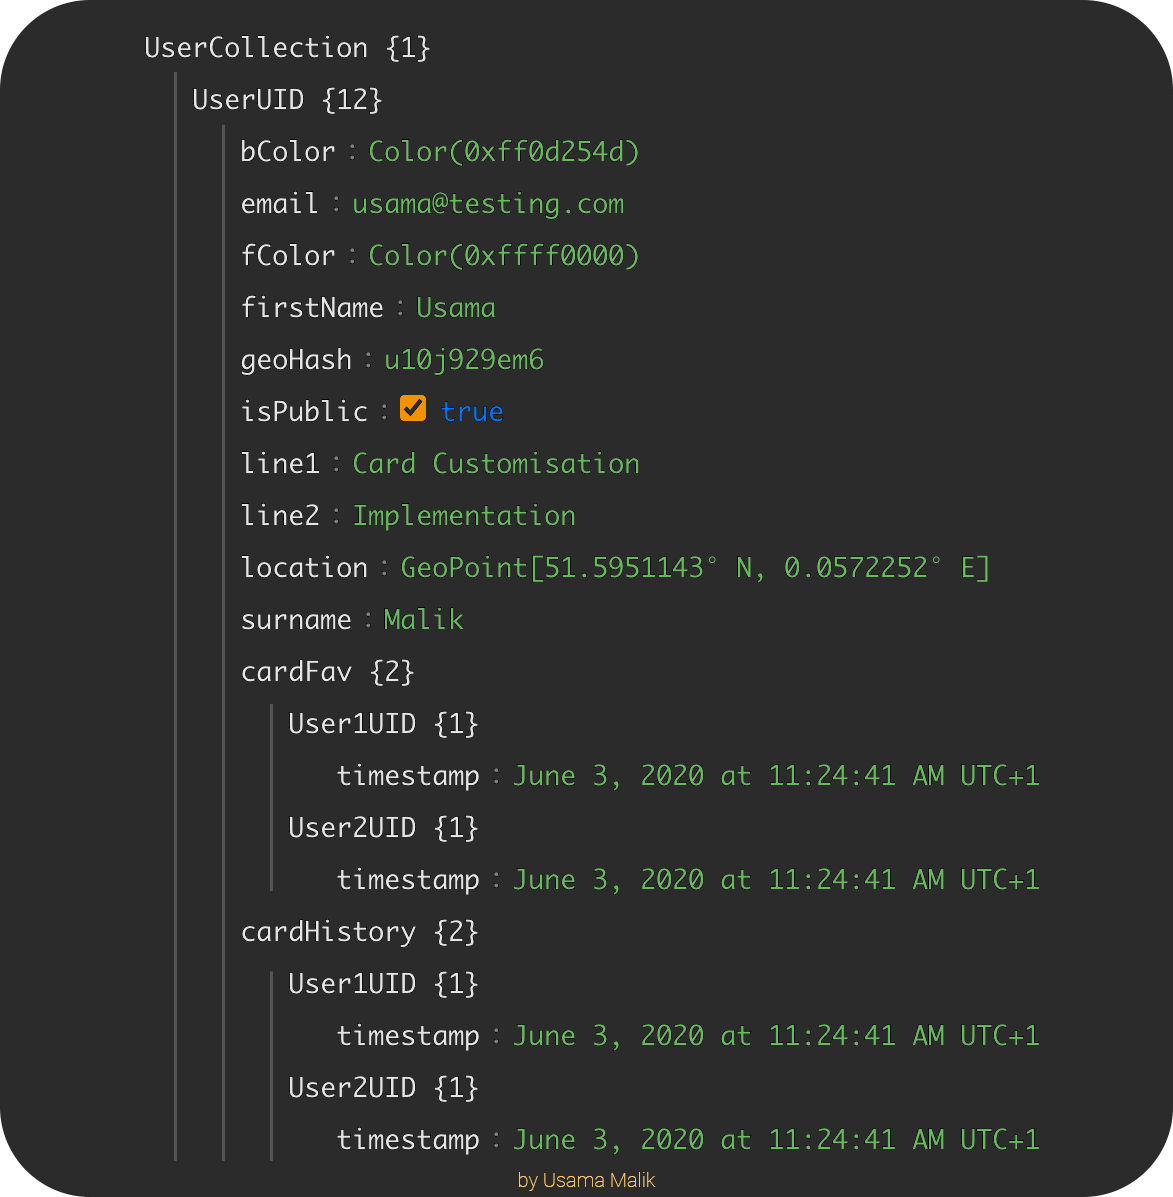 UserCollection {1}
UserUID {12}
bColor : Color(0xff0d254d)
email : usama@testing.com
fColor : Color(0xffff0000)
firstName : Usama
geoHash : u10j929em6
isPublic : true
line1 : Card Customisation
line2 : Implementation
location : GeoPoint[51.5951143° N, 0.0572252° E]
surname : Malik
cardFav {2}
User1UID {1}
timestamp : June 3, 2020 at 11:24:41 AM UTC+1
User2UID {1}
timestamp : June 3, 2020 at 11:24:41 AM UTC+1
cardHistory {2}
User1UID {1}
timestamp : June 3, 2020 at 11:24:41 AM UTC+1
User2UID {1}
timestamp : June 3, 2020 at 11:24:41 AM UTC+1
by Usama Malik